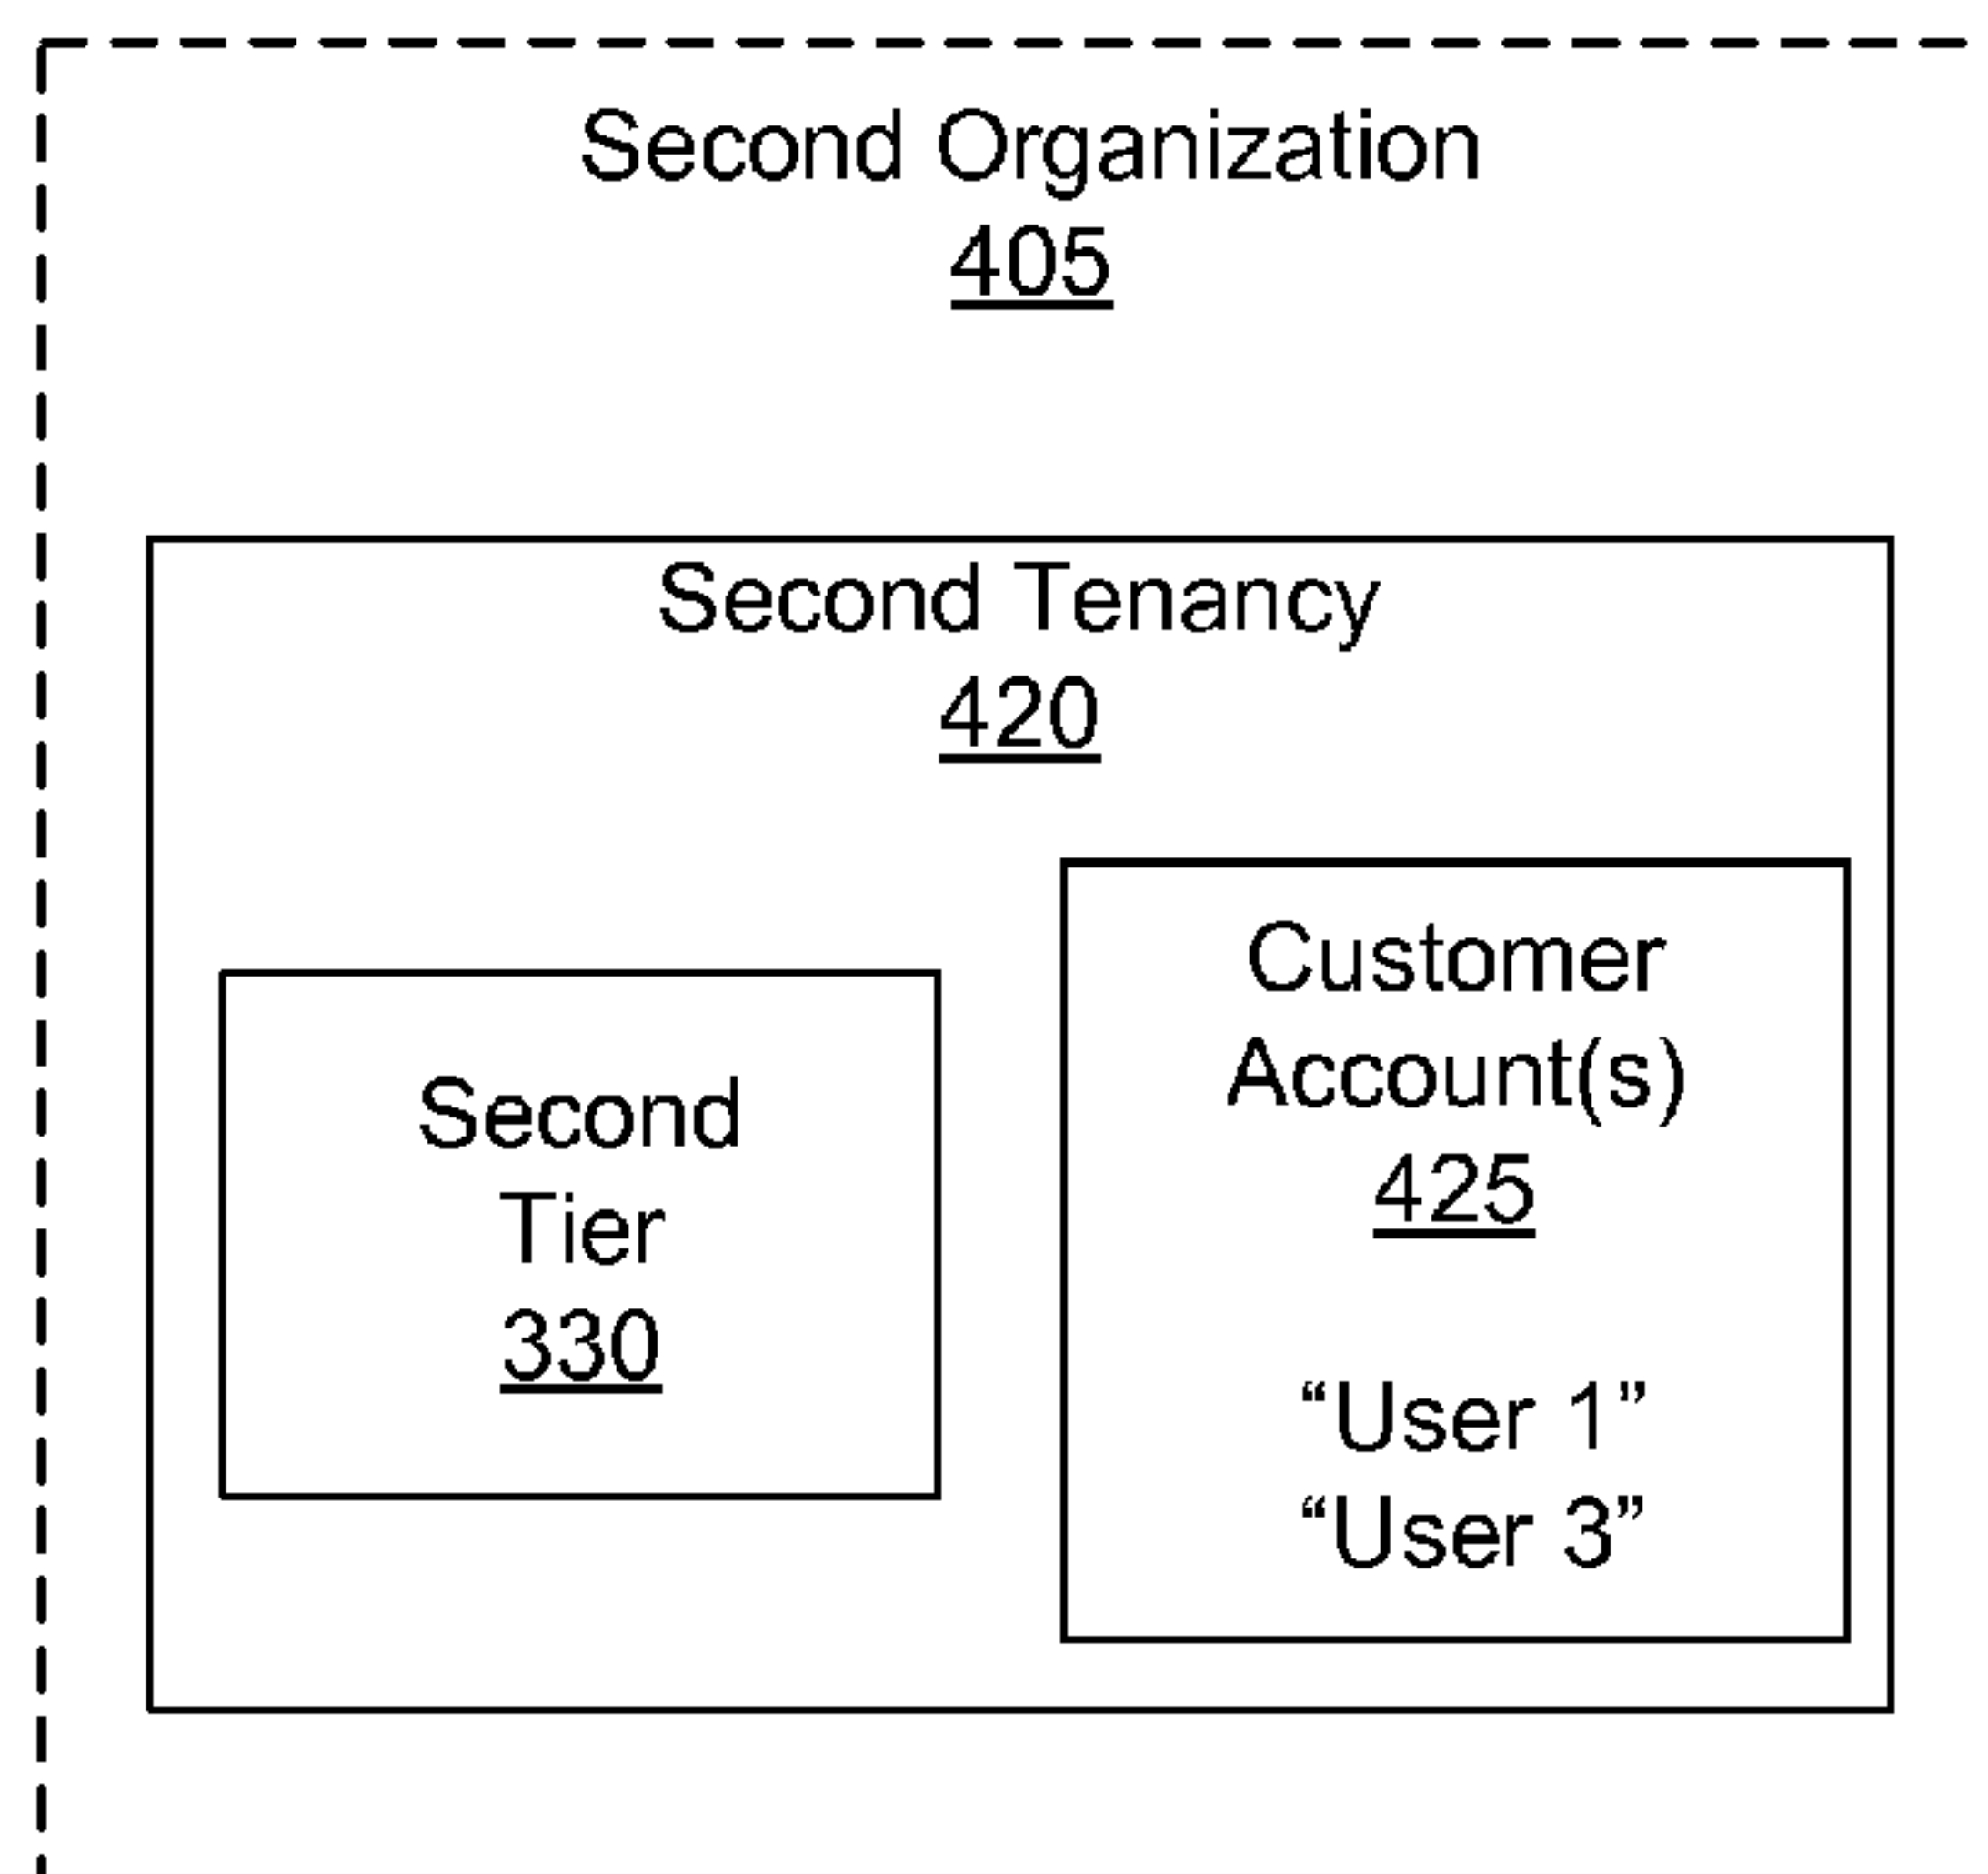 Second Organization
405
Second Tenancy
420
Second
Tier
330
Customer
Account(s)
425
“User 1”
“User 3”